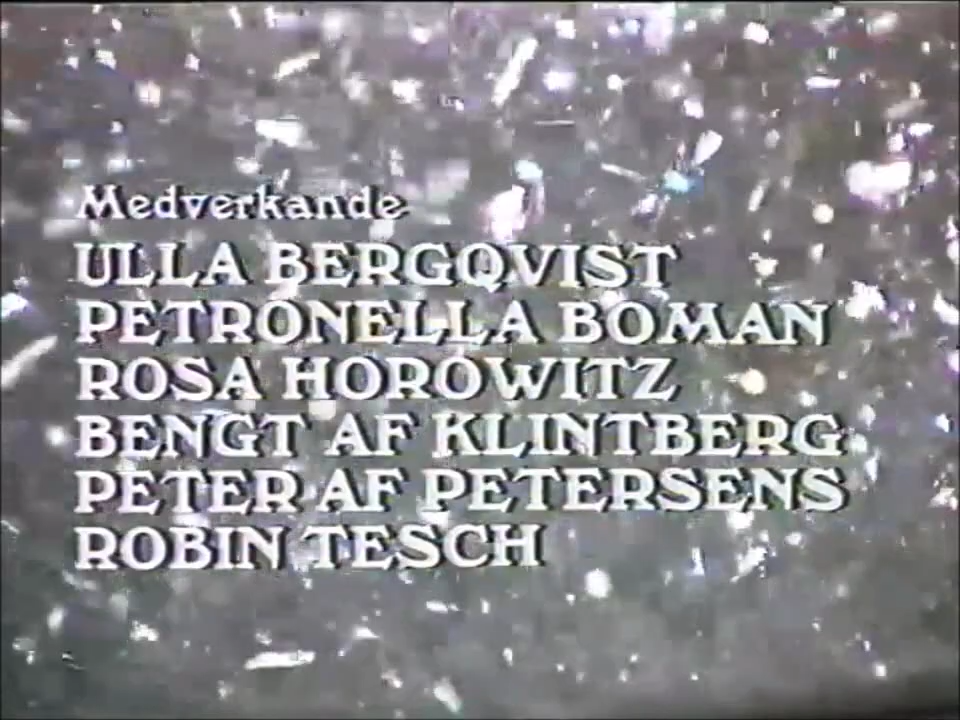 Medverkande
ULLA BERGQVIST
PETRONELLA BOMAN
ROSA HOROWITZ
BENGT AF KLINTBERG
PETER AF PETERSENS
ROBIN TESCH